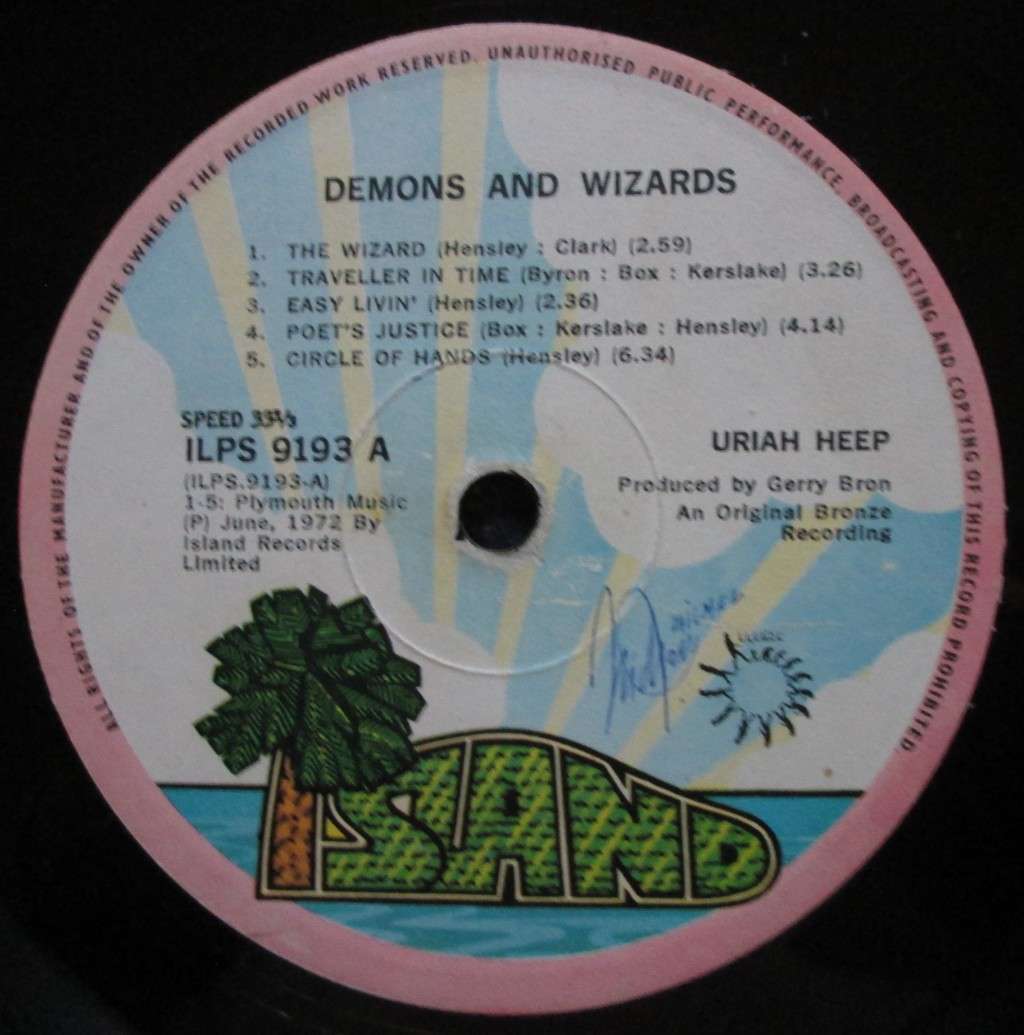 ALL RIGHTS OF THE MANUFACTURER AND OF THE OWNER OF THE RECORDED WORK RESERVED. UNAUTHORISED PUBLIC PERFORMANCE, BROADCASTING AND COPYING OF THIS RECORD PROHIBITED
DEMONS AND WIZARDS
1. THE WIZARD (Hensley : Clark) (2.59)
2. TRAVELLER IN TIME (Byron : Box : Kerslake) (3.26)
3. EASY LIVIN' (Hensley) (2.36)
4. POET'S JUSTICE (Box : Kerslake : Hensley) (4.14)
5. CIRCLE OF HANDS (Hensley) (6.34)
SPEED 33⅓
ILPS 9193 A
(ILPS.9193-A)
1-5: Plymouth Music
(P) June, 1972 By
Island Records
Limited
URIAH HEEP
Produced by Gerry Bron
An Original Bronze
Recording
ISLAND